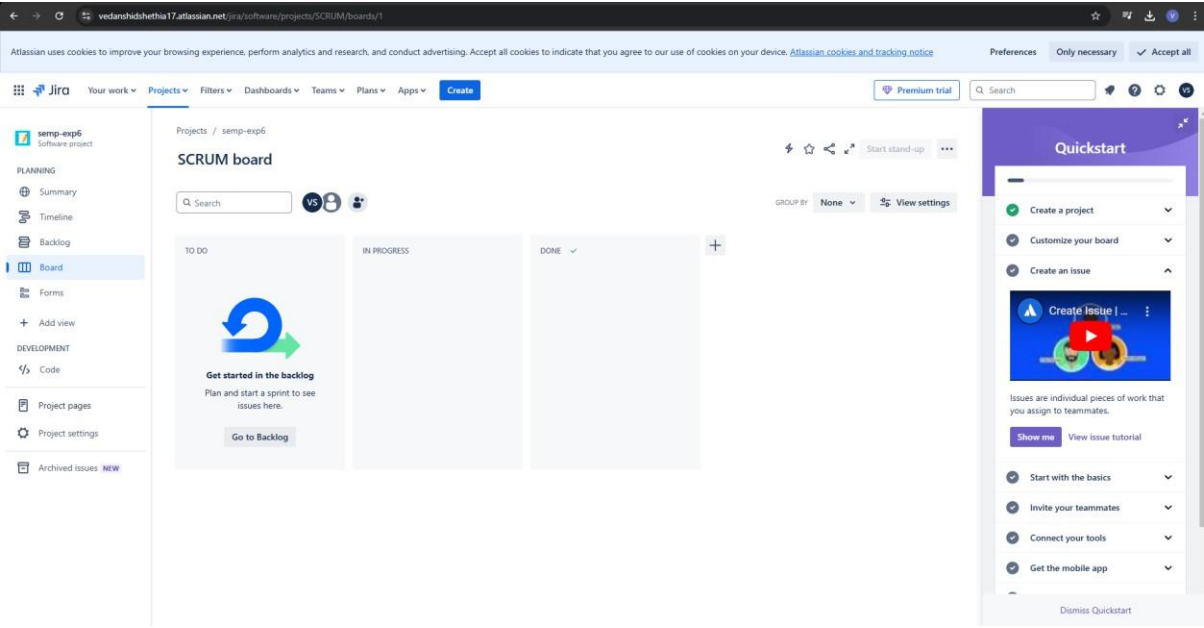 vedanshidshethia17.atlassian.net/jira/software/projects/SCRUM/boards/1
Atlassian uses cookies to improve your browsing experience, perform analytics and research, and conduct advertising. Accept all cookies to indicate that you agree to our use of cookies on your device. Atlassian cookies and tracking notice
Preferences Only necessary Accept all
Jira Your work Projects Filters Dashboards Teams Plans Apps Create Premium trial Search VS
semp-exp6
Software project
PLANNING
Summary
Timeline
Backlog
Board
Forms
Add view
DEVELOPMENT
Code
Project pages
Project settings
Archived issues NEW
Projects / semp-exp6
SCRUM board
Start stand-up
Search VS
GROUP BY None View settings
TO DO
Get started in the backlog
Plan and start a sprint to see
issues here.
Go to Backlog
IN PROGRESS
DONE
Quickstart
Create a project
Customize your board
Create an issue
Create Issue | ...
Issues are individual pieces of work that
you assign to teammates.
Show me View issue tutorial
Start with the basics
Invite your teammates
Connect your tools
Get the mobile app
Dismiss Quickstart